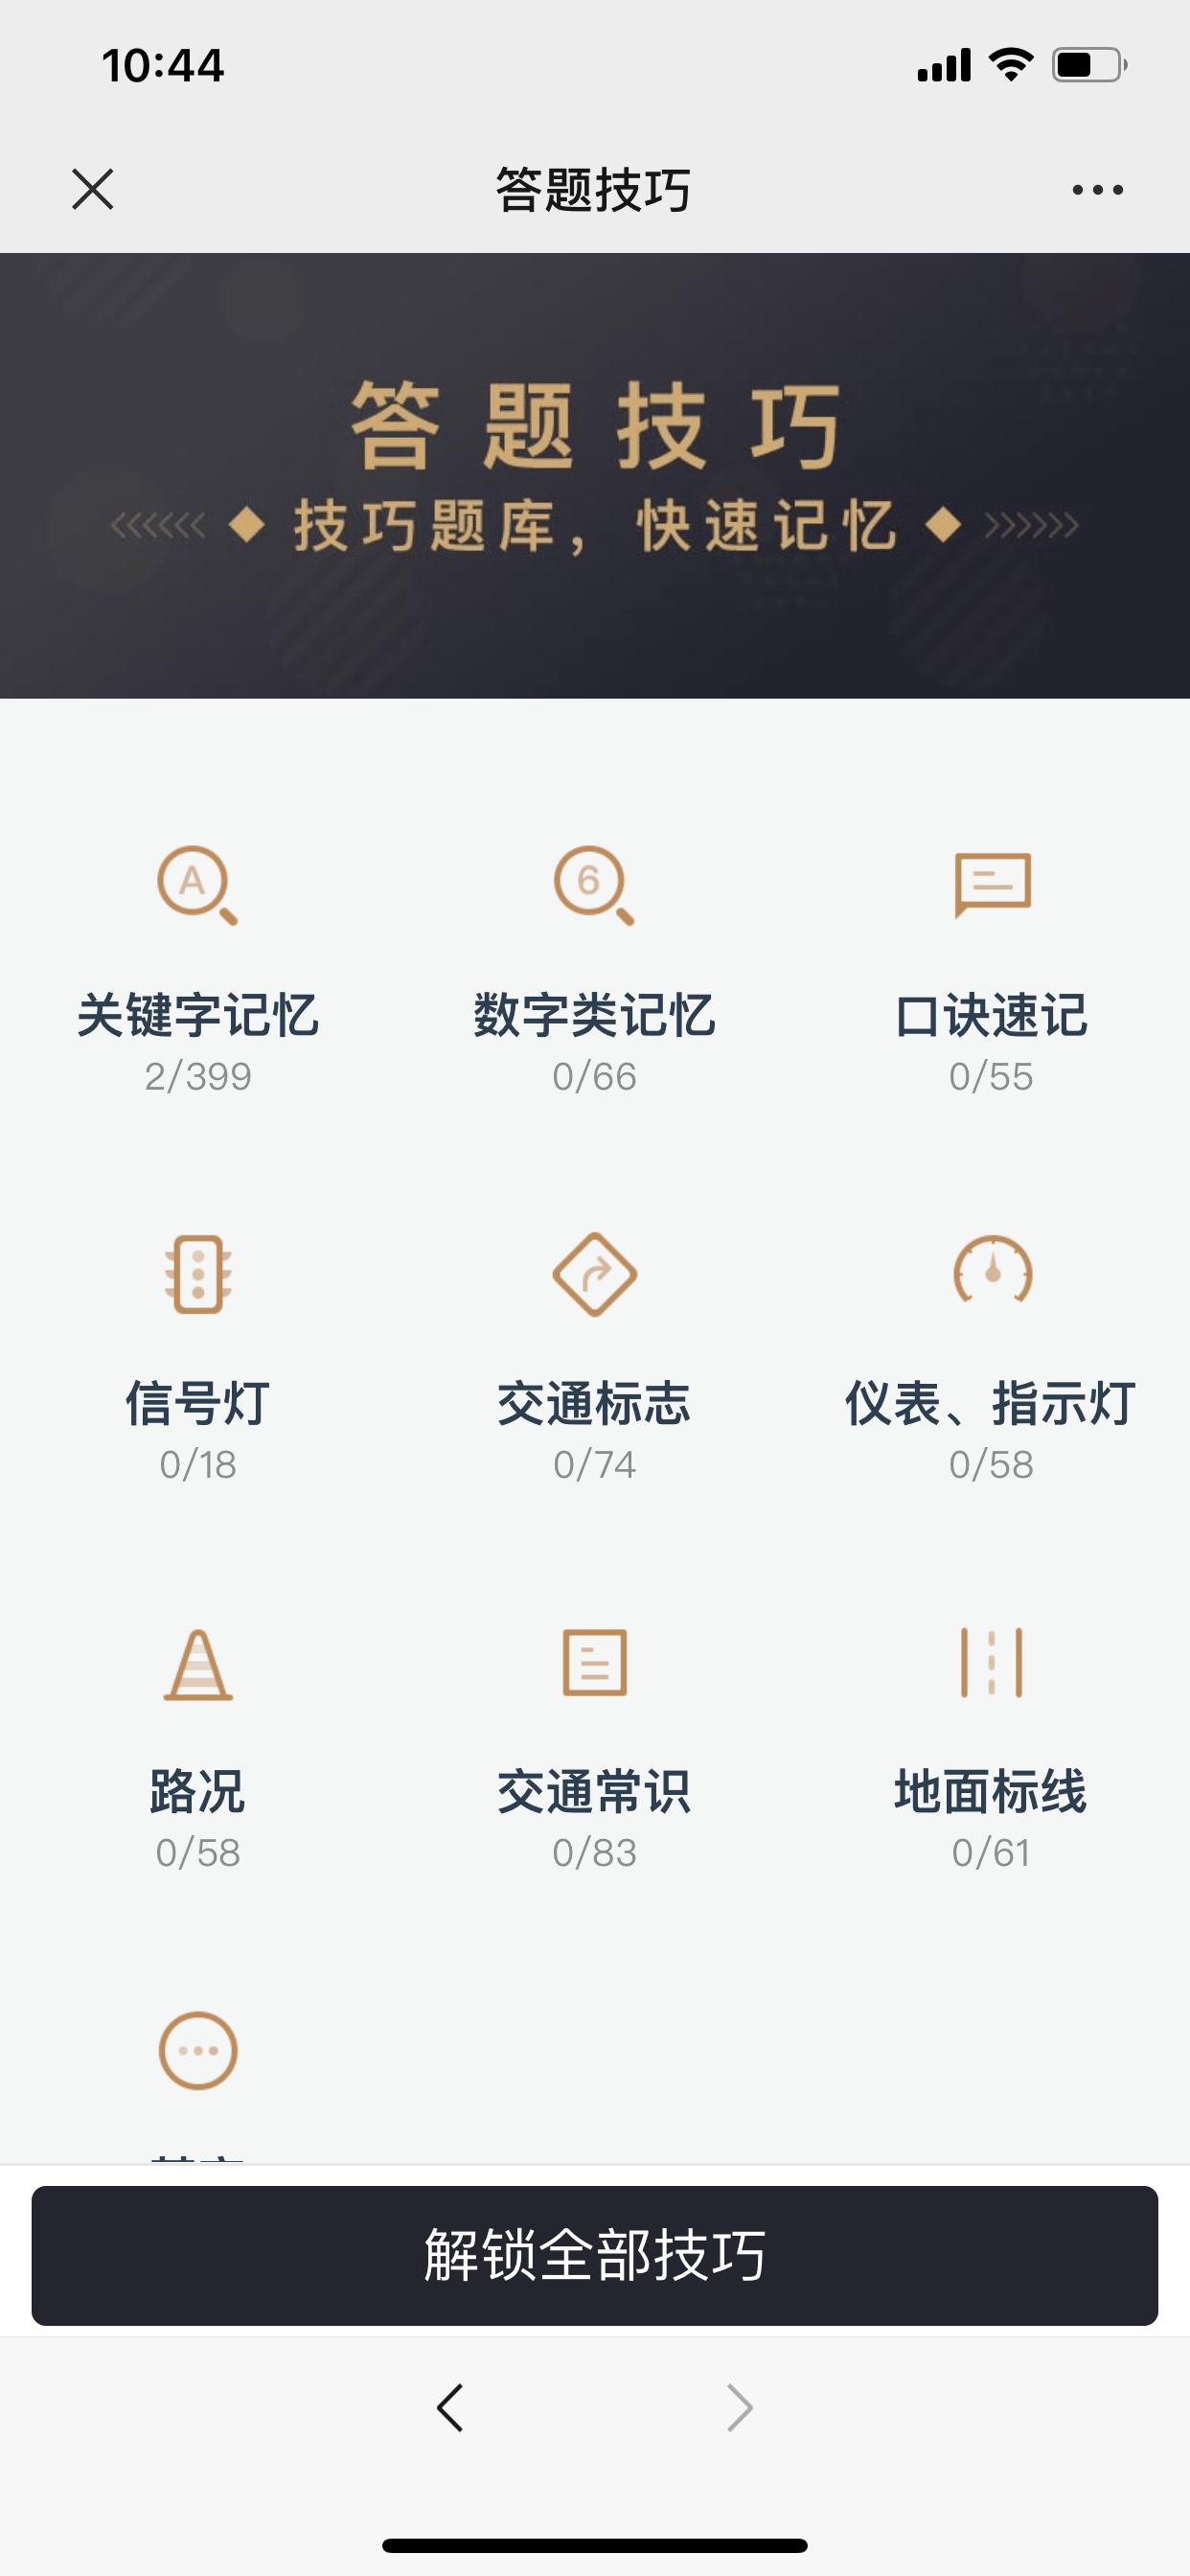 10:44
答题技巧
答题技巧
技巧题库，快速记忆
A
6
关键字记忆
数字类记忆
口诀速记
2/399
0/66
0/55
信号灯
交通标志
仪表、指示灯
0/18
0/74
0/58
路况
交通常识
地面标线
0/58
0/83
0/61
解锁全部技巧